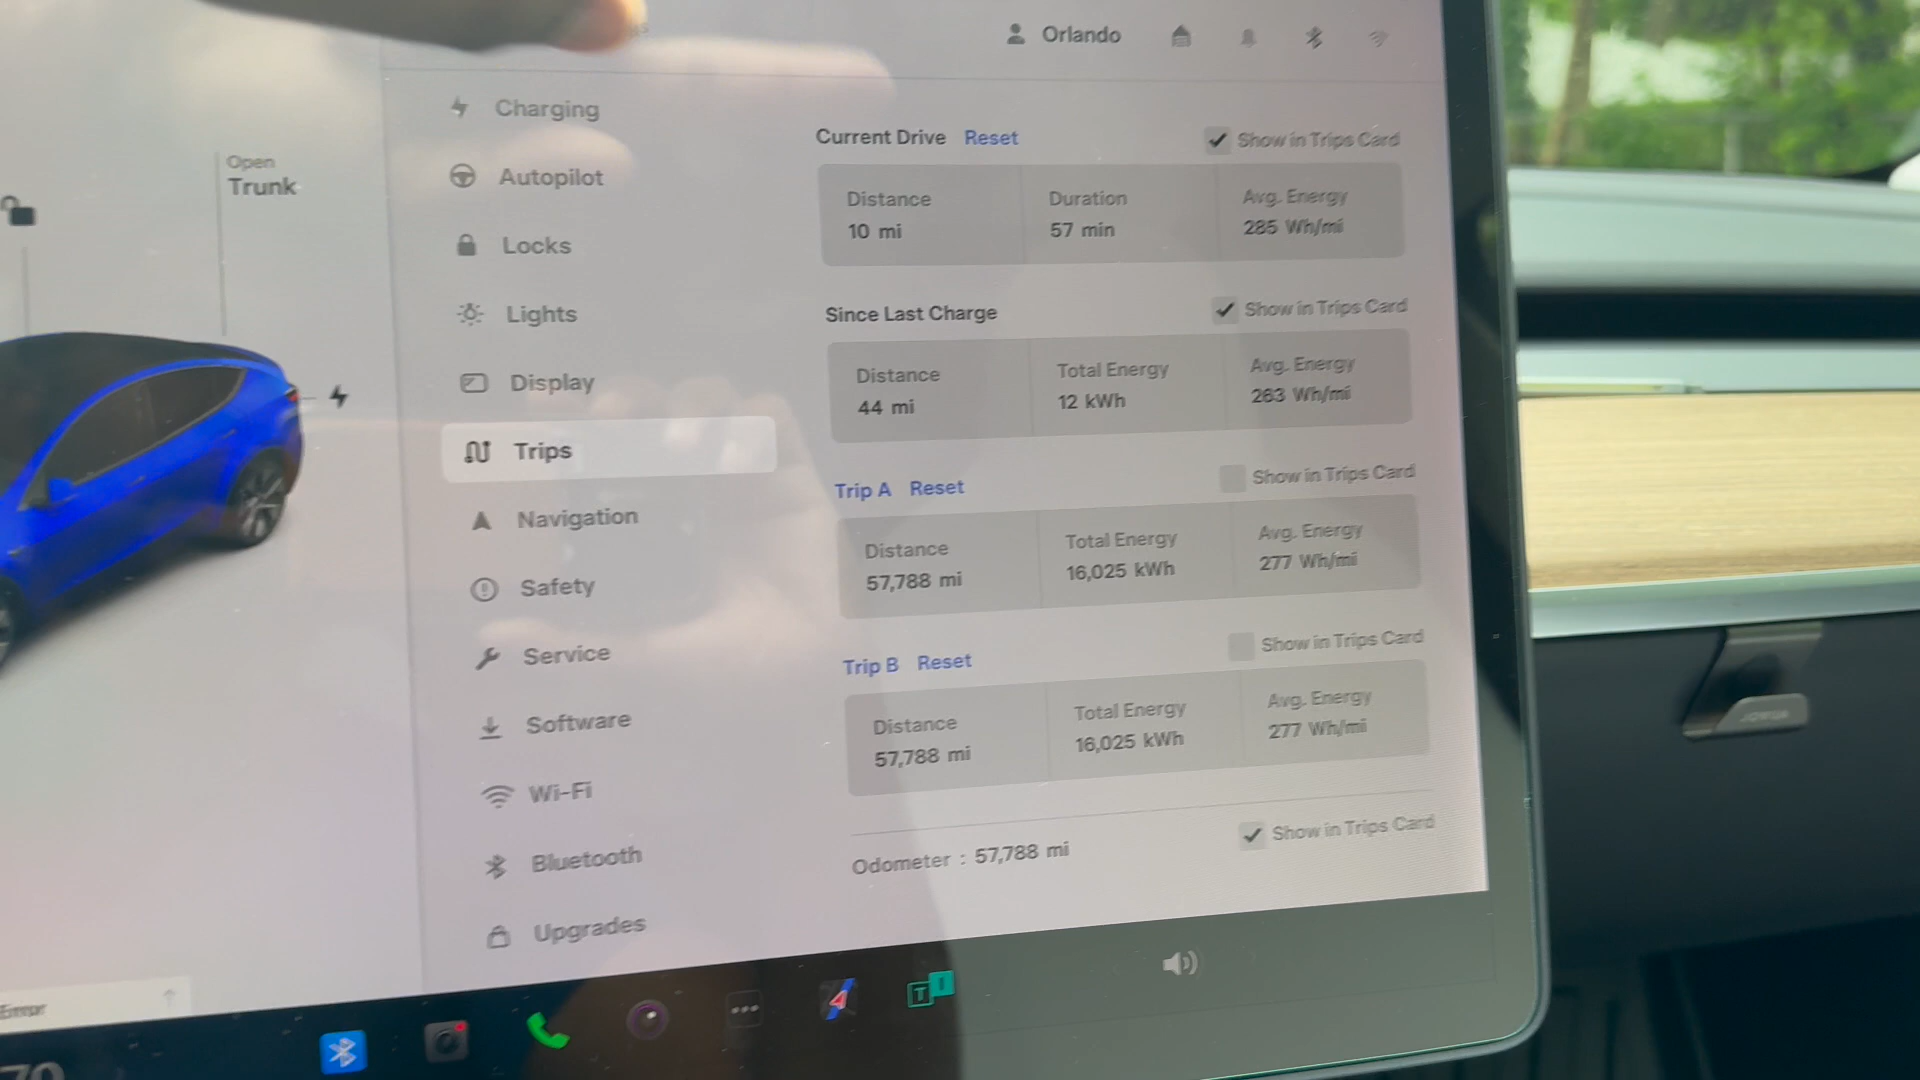 Orlando
Open
Trunk
Charging
Autopilot
Locks
Lights
Display
Trips
Navigation
Safety
Service
Software
Wi-Fi
Bluetooth
Upgrades
Current Drive Reset Show in Trips Card
Distance Duration Avg. Energy
10 mi 57 min 285 Wh/mi
Since Last Charge Show in Trips Card
Distance Total Energy Avg. Energy
44 mi 12 kWh 263 Wh/mi
Trip A Reset Show in Trips Card
Distance Total Energy Avg. Energy
57,788 mi 16,025 kWh 277 Wh/mi
Trip B Reset Show in Trips Card
Distance Total Energy Avg. Energy
57,788 mi 16,025 kWh 277 Wh/mi
Odometer : 57,788 mi Show in Trips Card
70